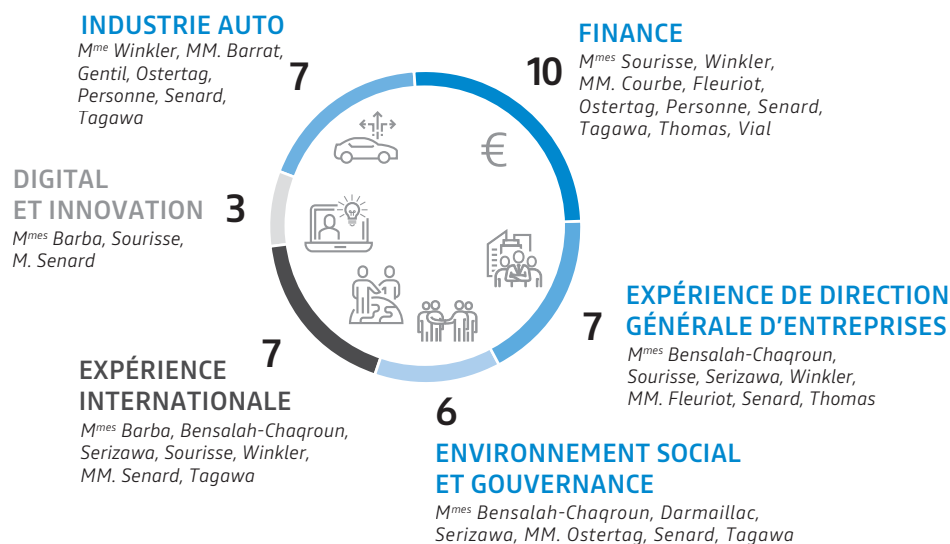 INDUSTRIE AUTO
Mme Winkler, MM. Barrat,
Gentil, Ostertag,
Personne, Senard,
Tagawa
7
FINANCE
10
Mmes Sourisse, Winkler,
MM. Courbe, Fleuriot,
Ostertag, Personne, Senard,
Tagawa, Thomas, Vial
€
DIGITAL
ET INNOVATION
3
Mmes Barba, Sourisse,
M. Senard
EXPÉRIENCE DE DIRECTION
GÉNÉRALE D'ENTREPRISES
7
Mmes Bensalah-Chaqroun,
Sourisse, Serizawa, Winkler,
MM. Fleuriot, Senard, Thomas
7
EXPÉRIENCE
INTERNATIONALE
Mmes Barba, Bensalah-Chaqroun,
Serizawa, Sourisse, Winkler,
MM. Senard, Tagawa
6
ENVIRONNEMENT SOCIAL
ET GOUVERNANCE
Mmes Bensalah-Chaqroun, Darmaillac,
Serizawa, MM. Ostertag, Senard, Tagawa